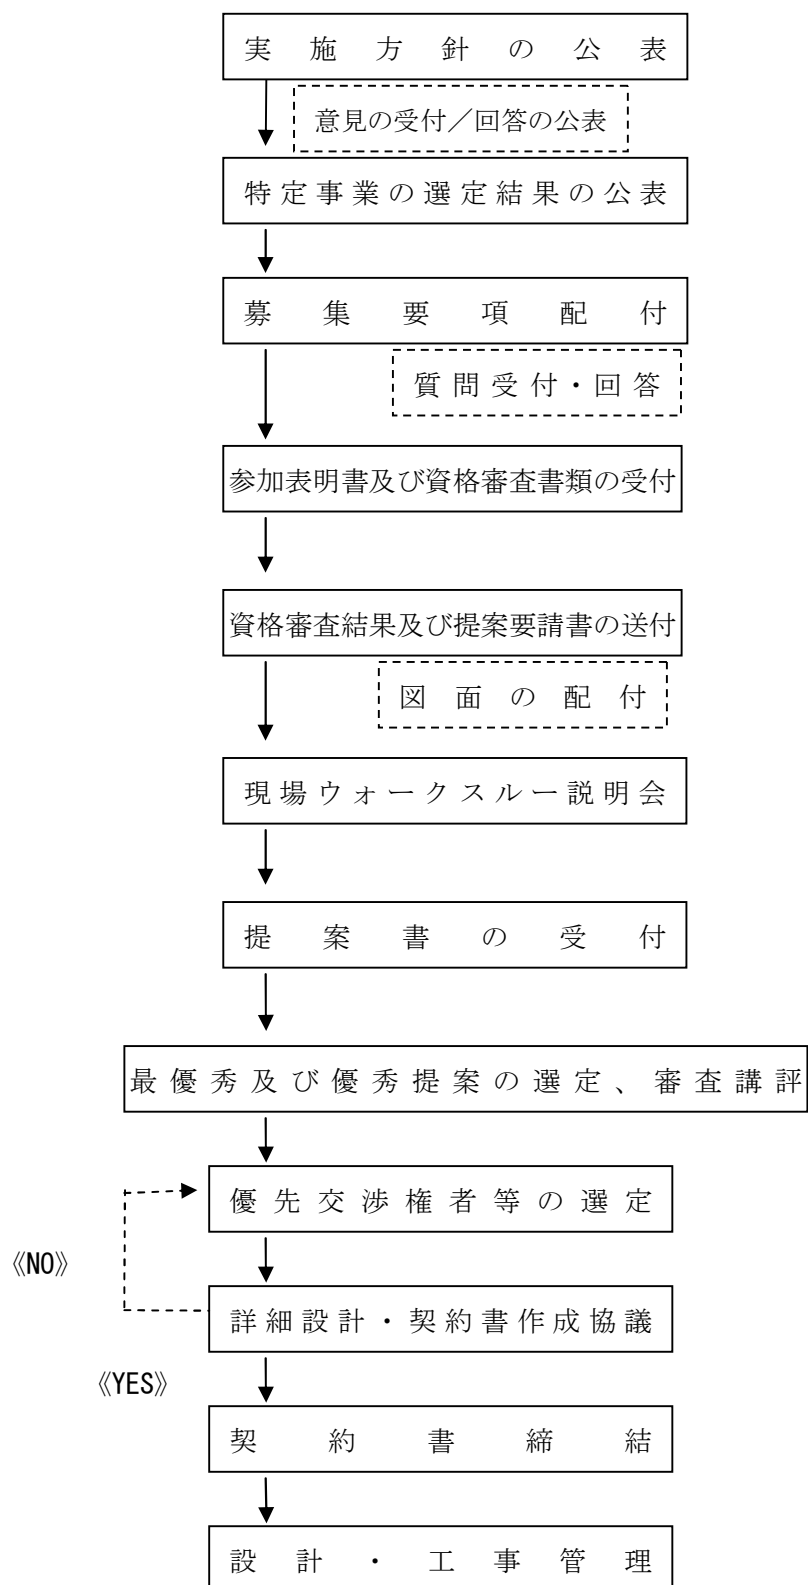 実施方針の公表
意見の受付／回答の公表
特定事業の選定結果の公表
募集要項配付
質問受付・回答
参加表明書及び資格審査書類の受付
資格審査結果及び提案要請書の送付
図面の配付
現場ウォークスルー説明会
提案書の受付
最優秀及び優秀提案の選定、審査講評
優先交渉権者等の選定
《NO》
詳細設計・契約書作成協議
《YES》
契約書締結
設計・工事管理